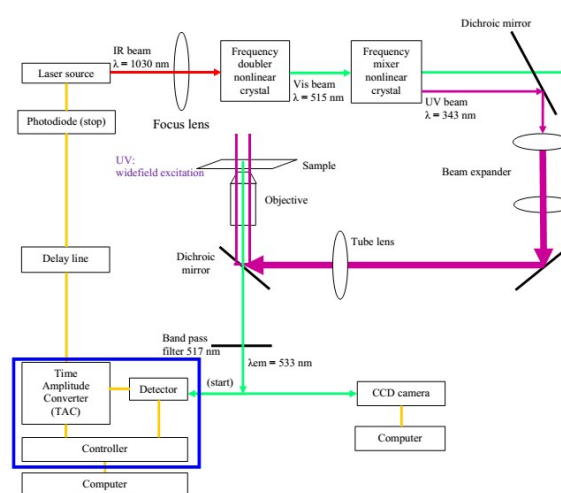 Dichroic mirror
IR beam
λ = 1030 nm
Laser source
Frequency
doubler
nonlinear
crystal
Vis beam
λ = 515 nm
Frequency
mixer
nonlinear
crystal
UV beam
λ = 343 nm
Photodiode (stop)
Focus lens
UV:
widefield excitation
Sample
Beam expander
Objective
Tube lens
Delay line
Dichroic
mirror
Band pass
filter 517 nm
λem = 533 nm
Time
Amplitude
Converter
(TAC)
Detector
(start)
CCD camera
Controller
Computer
Computer